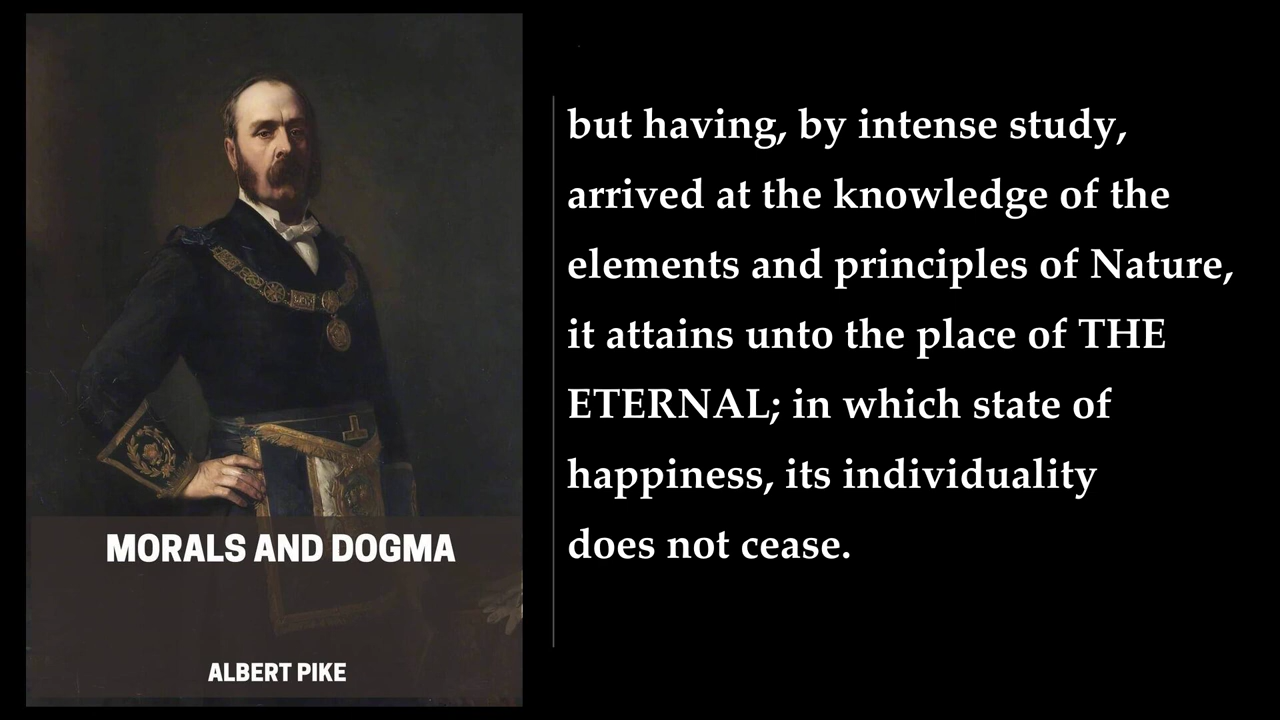 MORALS AND DOGMA
ALBERT PIKE
but having, by intense study,
arrived at the knowledge of the
elements and principles of Nature,
it attains unto the place of THE
ETERNAL; in which state of
happiness, its individuality
does not cease.